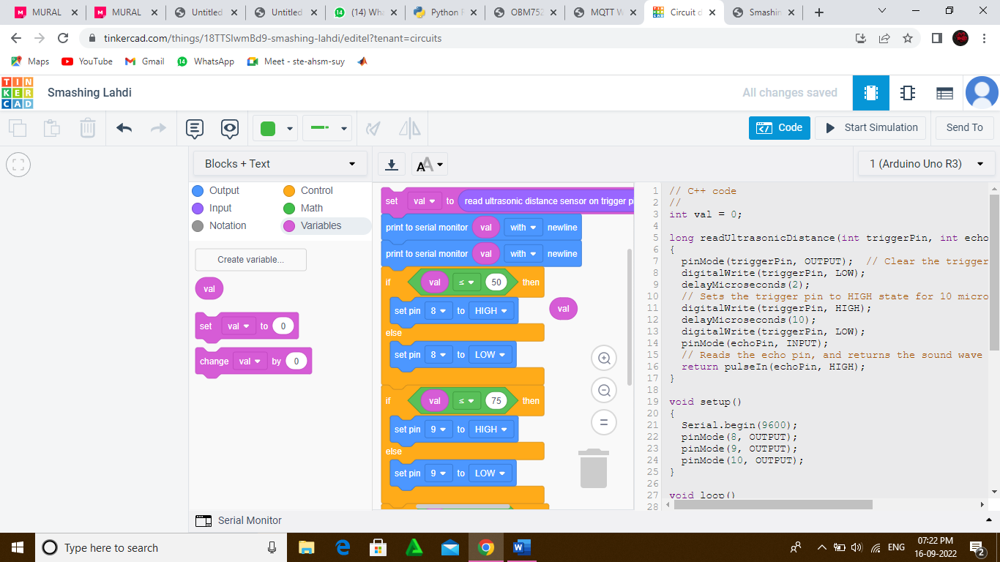 MURAL
MURAL
Untitled
Untitled
(14) Wha
Python F
OBM752
MQTT W
Circuit d
Smashin
tinkercad.com/things/18TTSlwmBd9-smashing-lahdi/editel?tenant=circuits
Maps
YouTube
Gmail
14
WhatsApp
Meet - ste-ahsm-suy
TIN
KER
CAD
Smashing Lahdi
All changes saved
Code
Start Simulation
Send To
Blocks + Text
AA
1 (Arduino Uno R3)
Output
Control
Input
Math
Notation
Variables
Create variable...
val
set val to 0
change val by 0
set val to read ultrasonic distance sensor on trigger p
print to serial monitor val with newline
print to serial monitor val with newline
if val ≤ 50 then
set pin 8 to HIGH
val
else
set pin 8 to LOW
if val ≤ 75 then
set pin 9 to HIGH
else
set pin 9 to LOW
1 // C++ code
2 //
3 int val = 0;
4
5 long readUltrasonicDistance(int triggerPin, int echo
6 {
7 pinMode(triggerPin, OUTPUT);  // Clear the trigger
8 digitalWrite(triggerPin, LOW);
9 delayMicroseconds(2);
10 // Sets the trigger pin to HIGH state for 10 micro
11 digitalWrite(triggerPin, HIGH);
12 delayMicroseconds(10);
13 digitalWrite(triggerPin, LOW);
14 pinMode(echoPin, INPUT);
15 // Reads the echo pin, and returns the sound wave
16 return pulseIn(echoPin, HIGH);
17 }
18
19 void setup()
20 {
21 Serial.begin(9600);
22 pinMode(8, OUTPUT);
23 pinMode(9, OUTPUT);
24 pinMode(10, OUTPUT);
25 }
26
27 void loop()
28
Serial Monitor
Type here to search
ENG
07:22 PM
16-09-2022
2